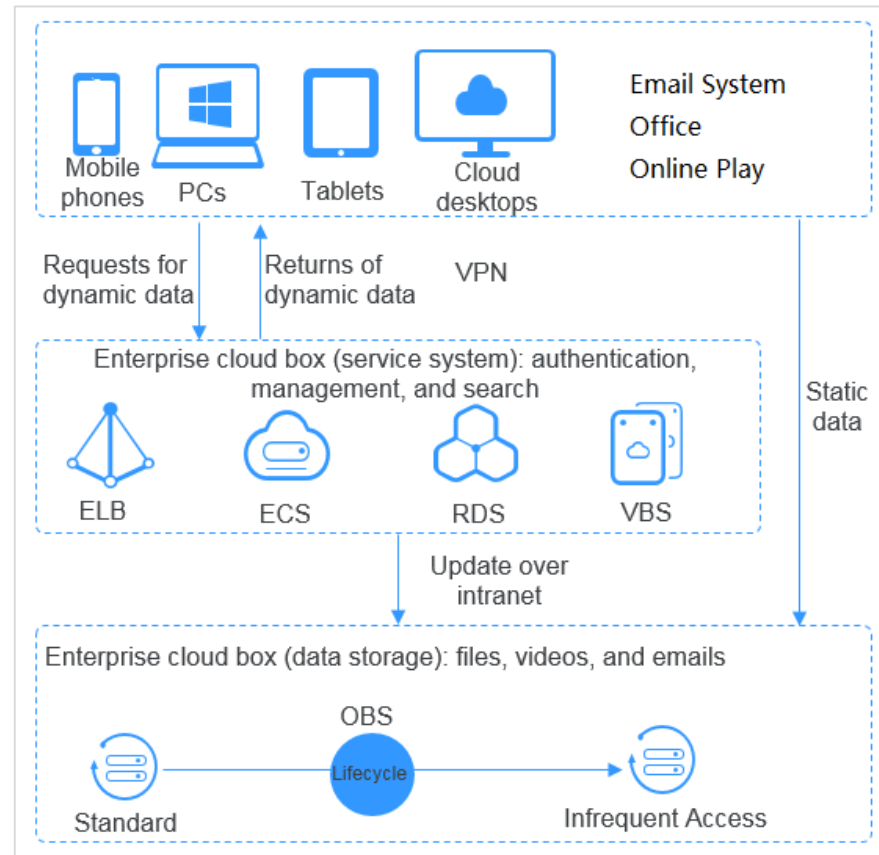 Email System
Office
Online Play
Mobile
phones
PCs
Tablets
Cloud
desktops
Requests for
dynamic data
Returns of
dynamic data
VPN
Enterprise cloud box (service system): authentication,
management, and search
ELB
ECS
RDS
VBS
Static
data
Update over
intranet
Enterprise cloud box (data storage): files, videos, and emails
OBS
Lifecycle
Standard
Infrequent Access